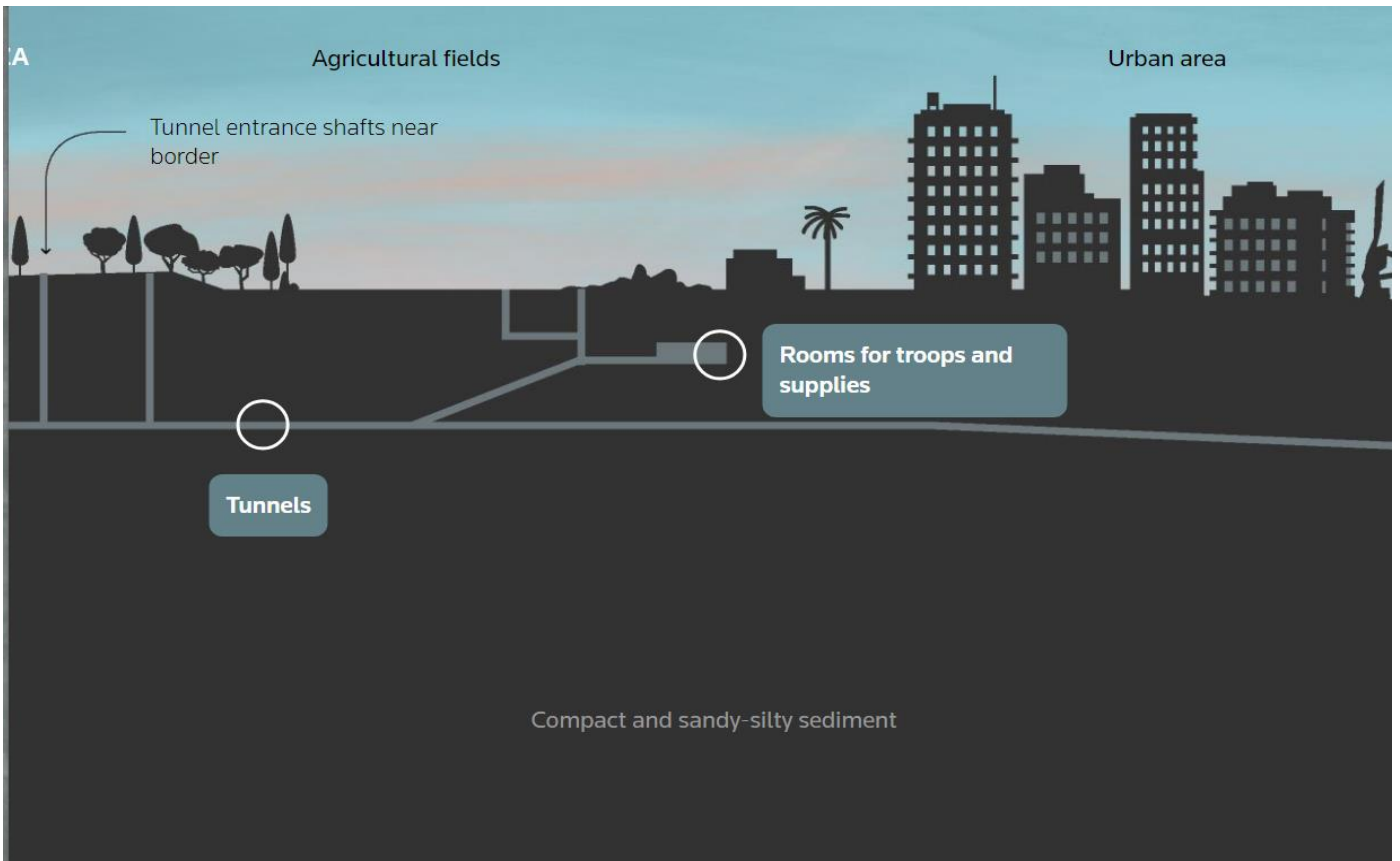 ZA
Agricultural fields
Urban area
Tunnel entrance shafts near
border
Rooms for troops and
supplies
Tunnels
Compact and sandy-silty sediment